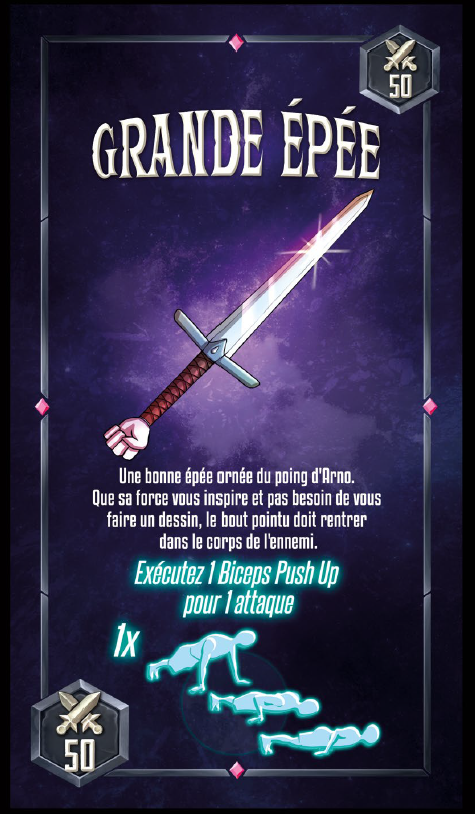 50
GRANDE ÉPÉE
Une bonne épée ornée du poing d'Arno.
Que sa force vous inspire et pas besoin de vous
faire un dessin, le bout pointu doit rentrer
dans le corps de l'ennemi.
Exécutez 1 Biceps Push Up
pour 1 attaque
1x
50